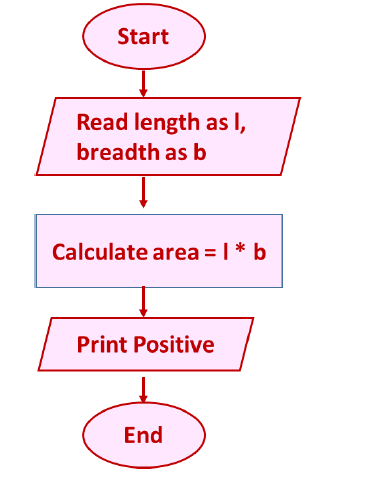 Start
Read length as l,
breadth as b
Calculate area = l * b
Print Positive
End